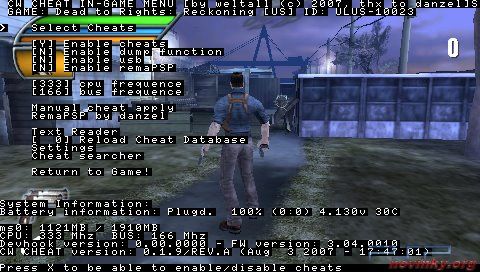 CW CHEAT IN-GAME MENU [by weltall (c) 2007, thx to danzel]S
GAME: Dead to Rights: Reckoning [US] ID: ULUS-10023
> Select Cheats
[Y] Enable cheats
[N] Enable dump function
[N] Enable usb
[N] Enable remaPSP
[333] cpu frequence
[166] bus frequence
Manual cheat apply
RemaPSP by danzel
Text Reader
[ 0] Reload Cheat Database
Settings
Cheat searcher
Return to Game!
0
System Information:
Battery information: Plugd. 100% (0:0) 4.130v 30C
ms0: 1121MB / 1910MB
CPU: 333 Mhz BUS: 166 Mhz
Devhook version: 0.00.0000 - FW version: 3.04.0010
CW CHEAT version: 0.1.9/REV.A (Aug 3 2007 - 17:47:01)
Press X to be able to enable/disable cheats
novinky.org